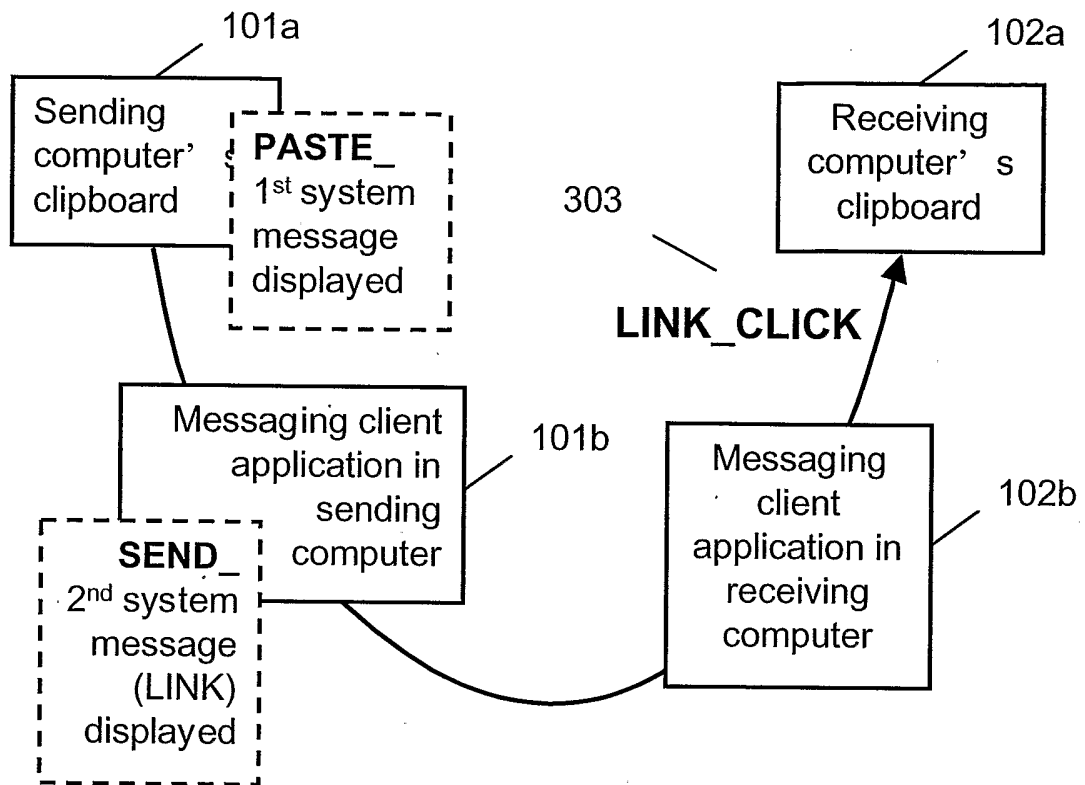 101a
Sending
computer' s
clipboard
PASTE_
1st system
message
displayed
102a
Receiving
computer' s
clipboard
303
LINK_CLICK
Messaging client
application in
sending
computer
101b
SEND_
2nd system
message
(LINK)
displayed
Messaging
client
application in
receiving
computer
102b